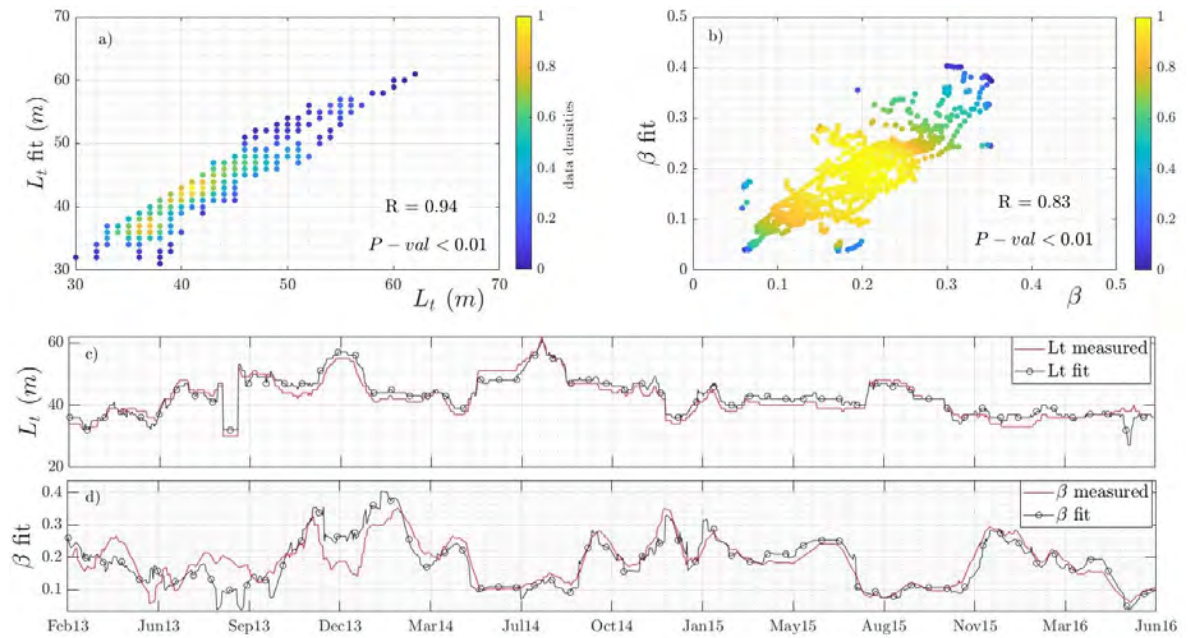 70
a)
60
50
40
30
L_t fit (m)
R = 0.94
P − val < 0.01
30 40 50 60 70
L_t (m)
1
0.8
0.6
0.4
0.2
0
data densities
0.5
b)
0.4
0.3
0.2
0.1
0
β fit
R = 0.83
P − val < 0.01
0 0.1 0.2 0.3 0.4 0.5
β
1
0.8
0.6
0.4
0.2
0
60
c)
40
20
L_t (m)
Lt measured
Lt fit
0.4
d)
0.3
0.2
0.1
β fit
β measured
β fit
Feb13 Jun13 Sep13 Dec13 Mar14 Jul14 Oct14 Jan15 May15 Aug15 Nov15 Mar16 Jun16